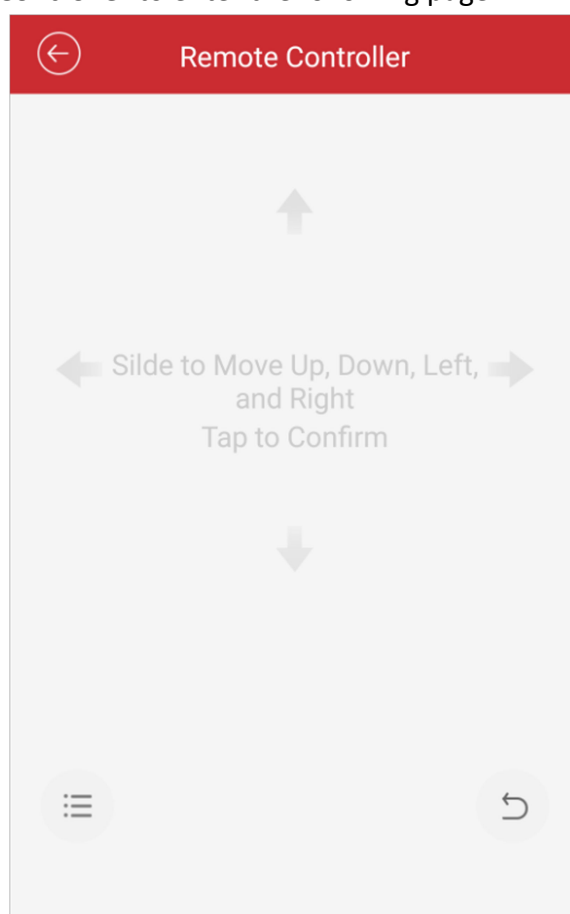 Remote Controller
Silde to Move Up, Down, Left,
and Right
Tap to Confirm